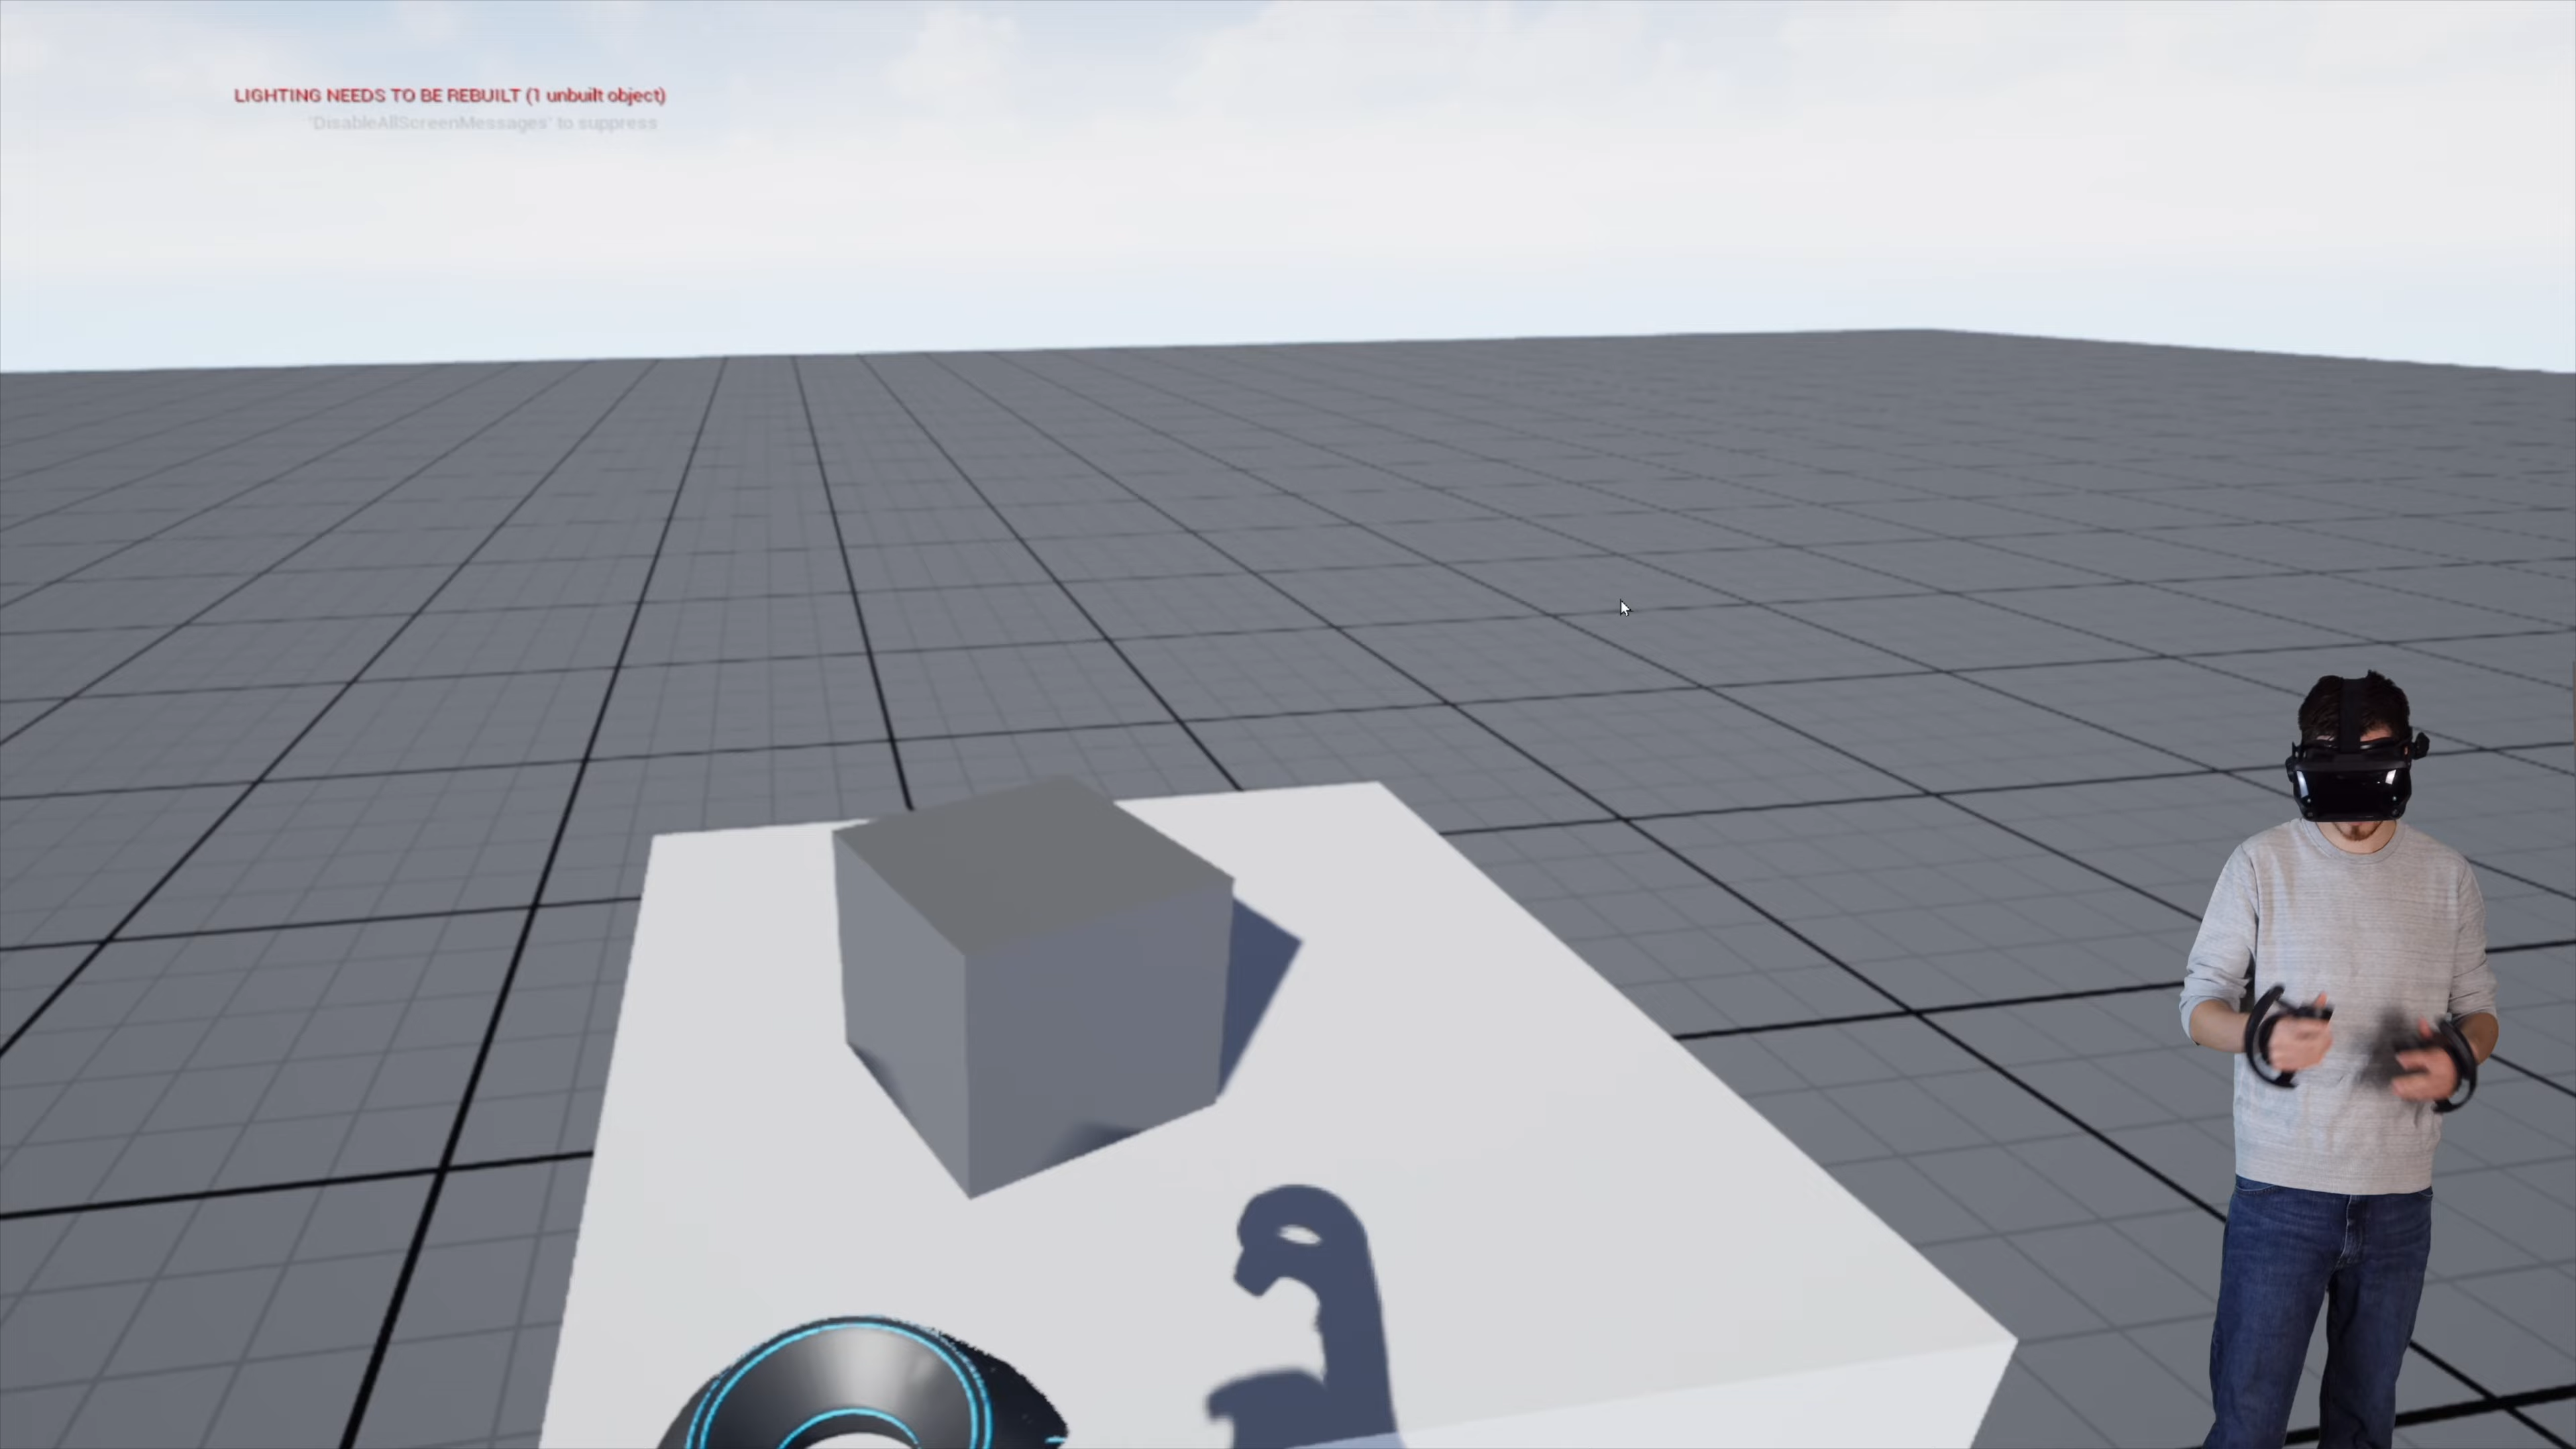 LIGHTING NEEDS TO BE REBUILT (1 unbuilt object)
'DisableAllScreenMessages' to suppress